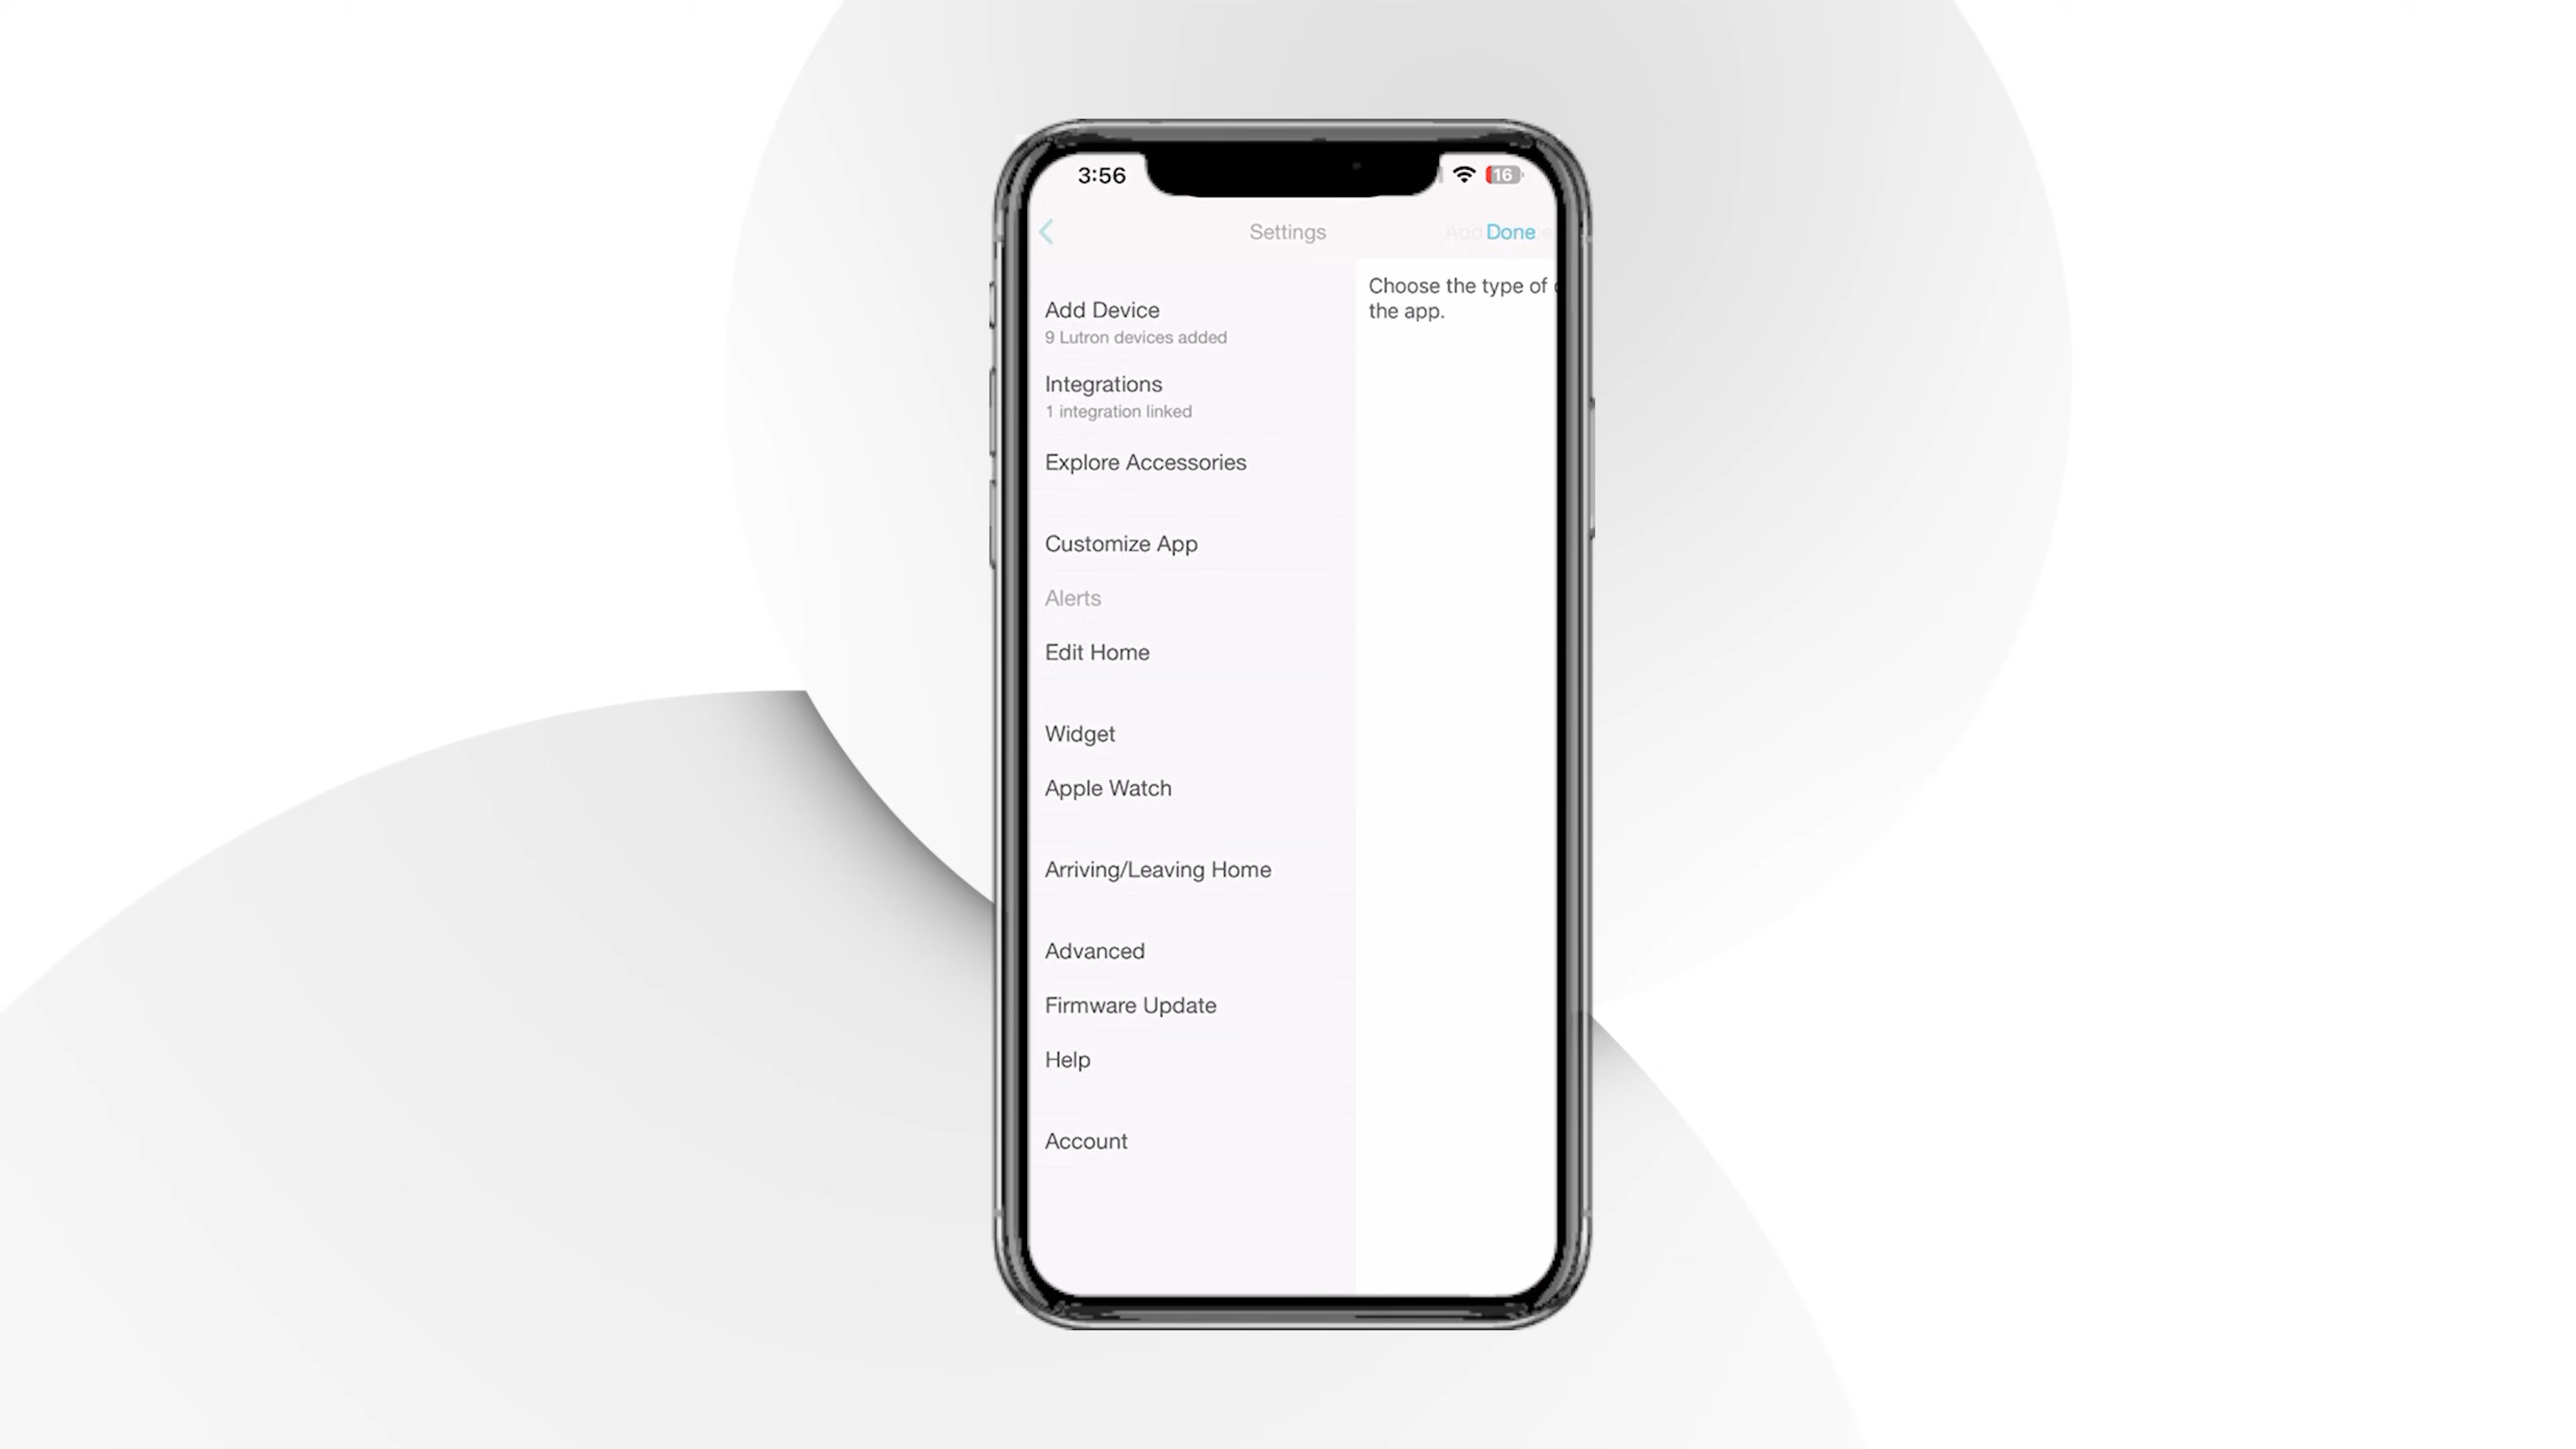 3:56
16
Settings
Done
Choose the type of
the app.
Add Device
9 Lutron devices added
Integrations
1 integration linked
Explore Accessories
Customize App
Alerts
Edit Home
Widget
Apple Watch
Arriving/Leaving Home
Advanced
Firmware Update
Help
Account